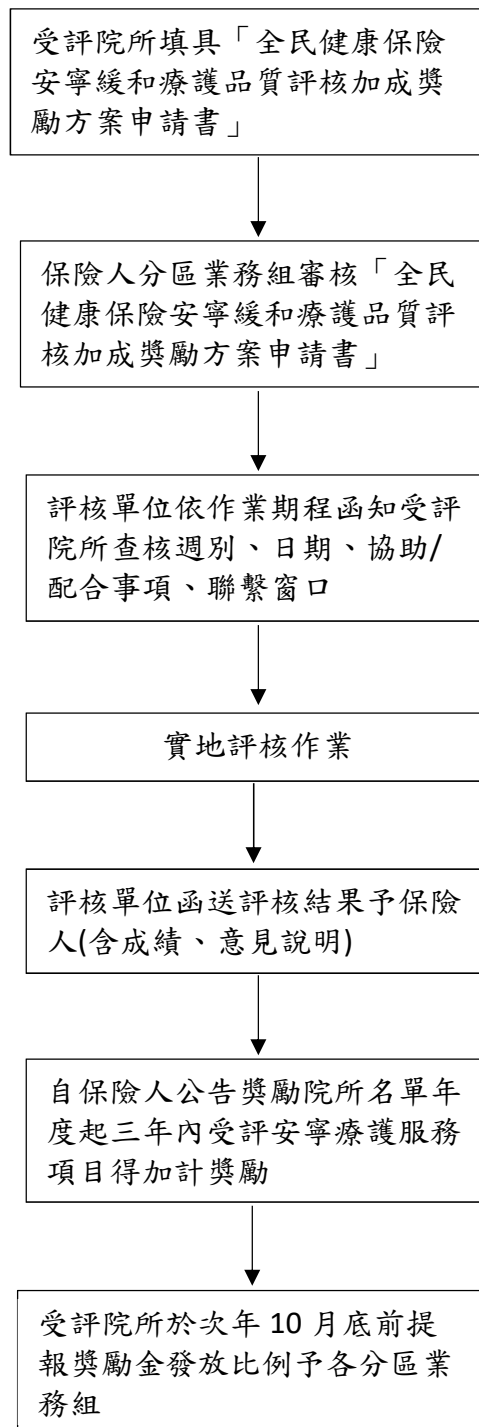 受評院所填具「全民健康保險
安寧緩和療護品質評核加成獎
勵方案申請書」
保險人分區業務組審核「全民
健康保險安寧緩和療護品質評
核加成獎勵方案申請書」
評核單位依作業期程函知受評
院所查核週別、日期、協助/
配合事項、聯繫窗口
實地評核作業
評核單位函送評核結果予保險
人(含成績、意見說明)
自保險人公告獎勵院所名單年
度起三年內受評安寧療護服務
項目得加計獎勵
受評院所於次年 10 月底前提
報獎勵金發放比例予各分區業
務組